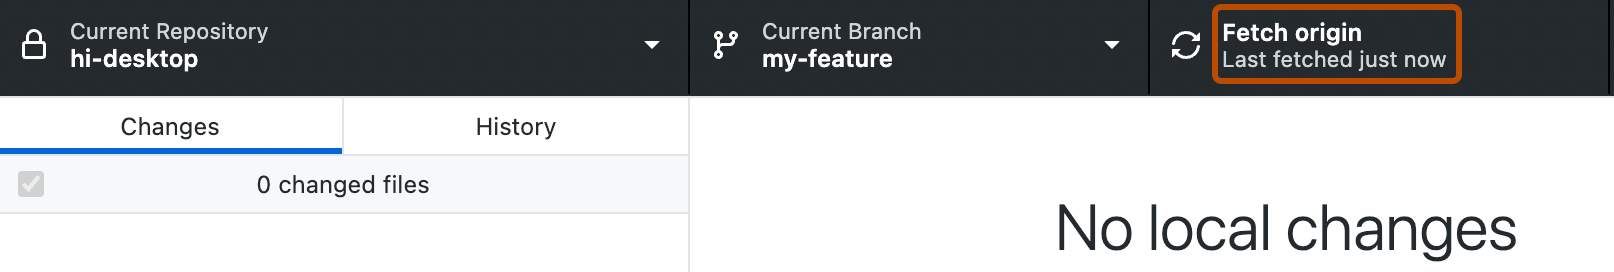 Current Repository
hi-desktop
Current Branch
my-feature
Fetch origin
Last fetched just now
Changes
History
0 changed files
No local changes